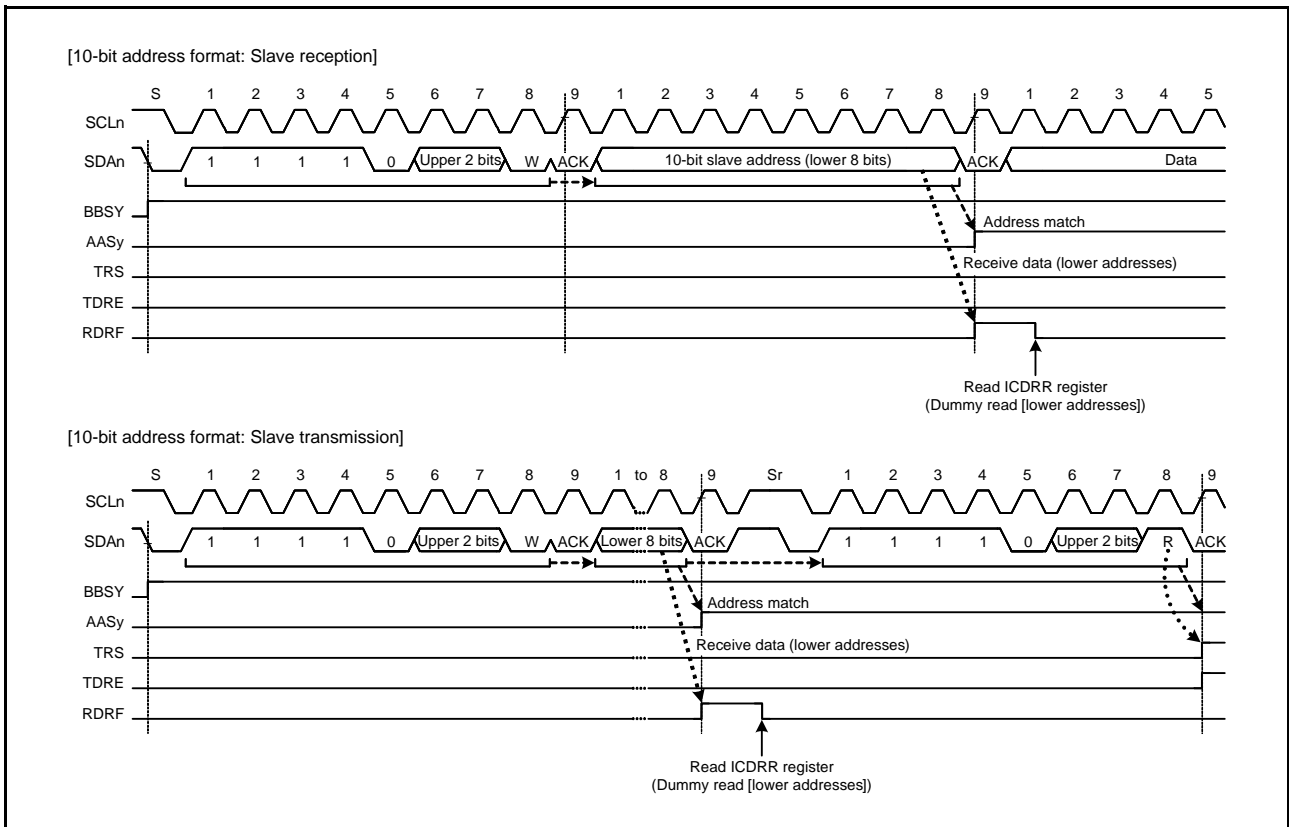 [10-bit address format: Slave reception]
S 1 2 3 4 5 6 7 8 9 1 2 3 4 5 6 7 8 9 1 2 3 4 5
SCLn
SDAn 1 1 1 1 0 Upper 2 bits W ACK 10-bit slave address (lower 8 bits) ACK Data
BBSY
Address match
AASy
Receive data (lower addresses)
TRS
TDRE
RDRF
Read ICDRR register
(Dummy read [lower addresses])
[10-bit address format: Slave transmission]
S 1 2 3 4 5 6 7 8 9 1 to 8 9 Sr 1 2 3 4 5 6 7 8 9
SCLn
SDAn 1 1 1 1 0 Upper 2 bits W ACK Lower 8 bits ACK 1 1 1 1 0 Upper 2 bits R ACK
BBSY
Address match
AASy
Receive data (lower addresses)
TRS
TDRE
RDRF
Read ICDRR register
(Dummy read [lower addresses])